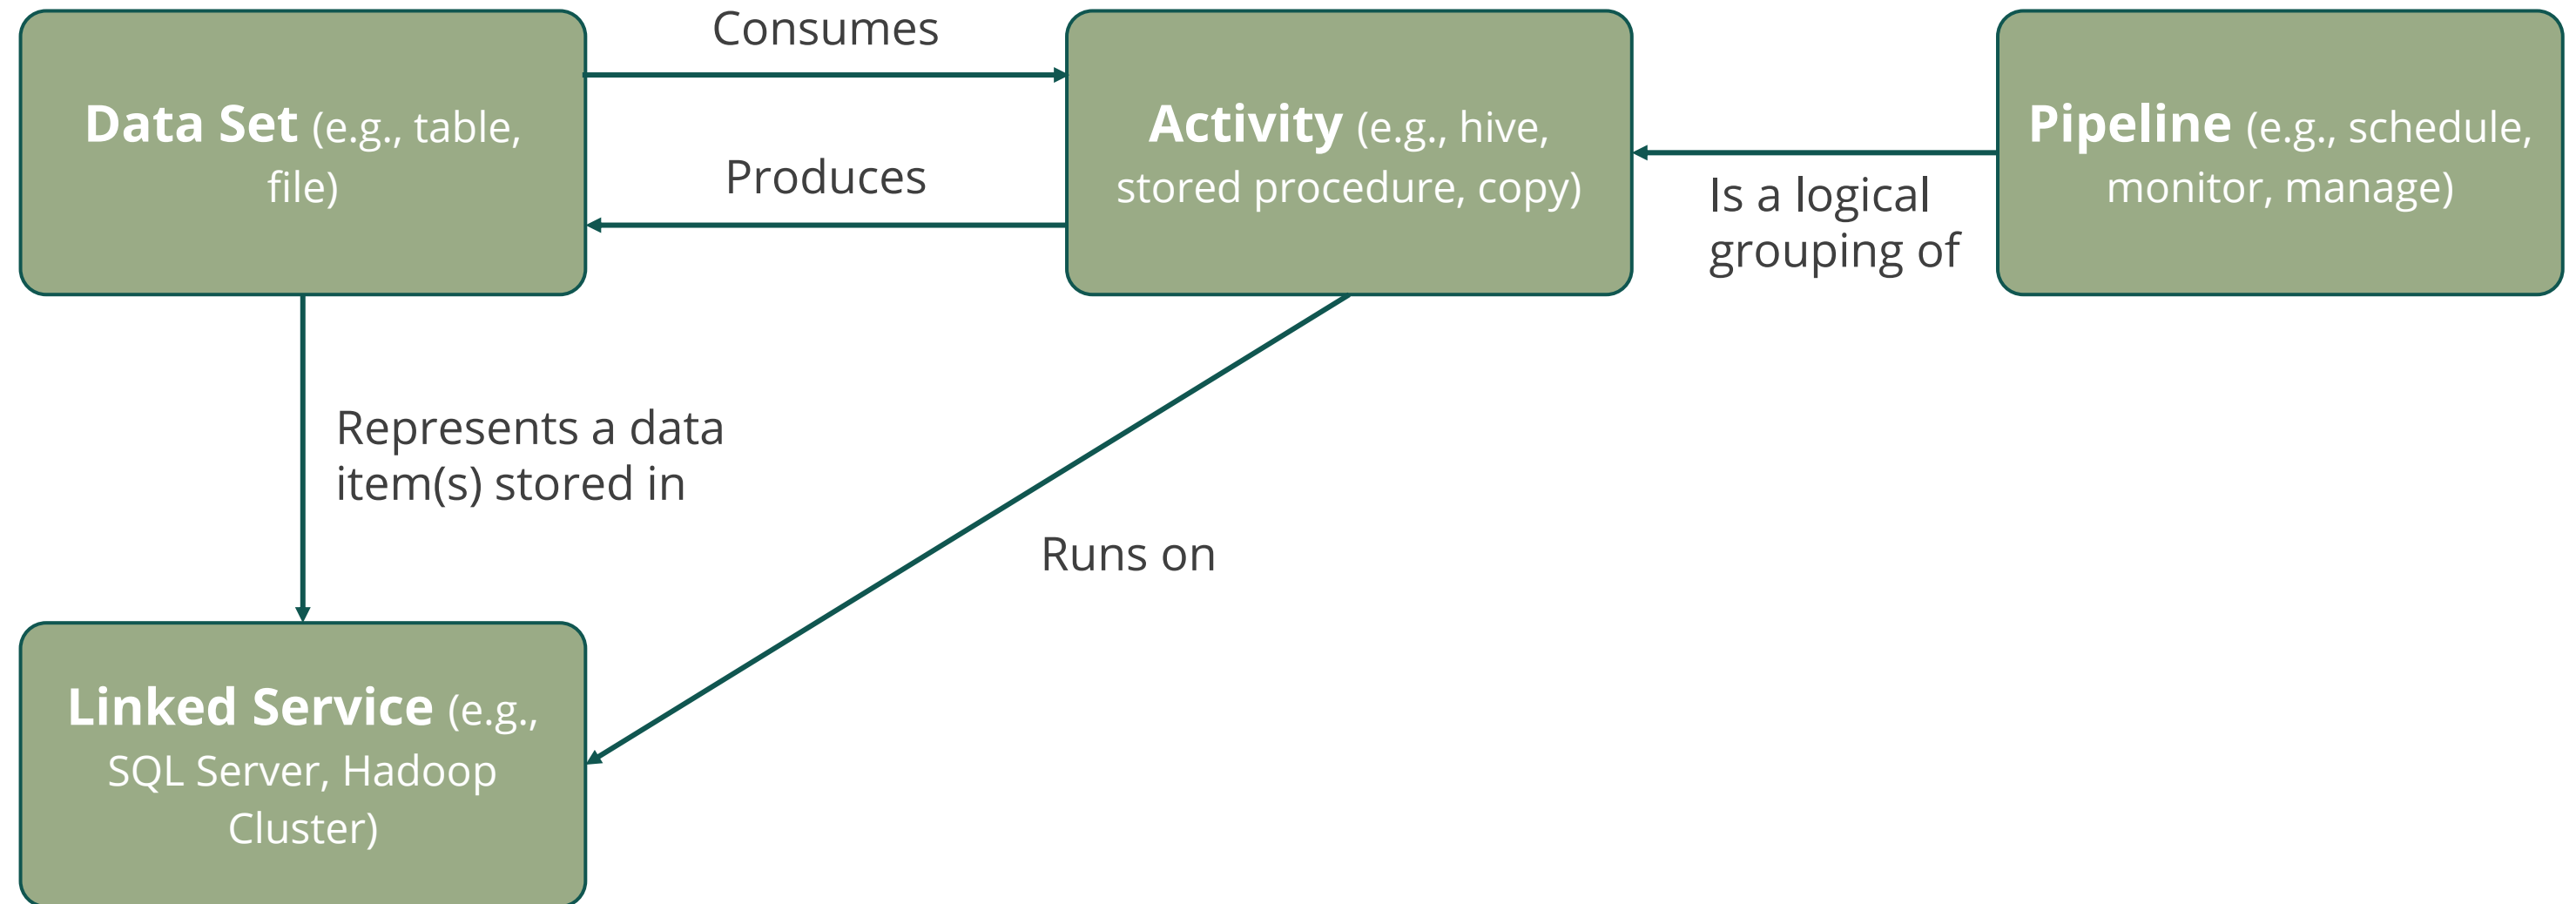 Data Set (e.g., table,
file)
Consumes
Produces
Activity (e.g., hive,
stored procedure, copy)
Is a logical
grouping of
Pipeline (e.g., schedule,
monitor, manage)
Represents a data
item(s) stored in
Runs on
Linked Service (e.g.,
SQL Server, Hadoop
Cluster)